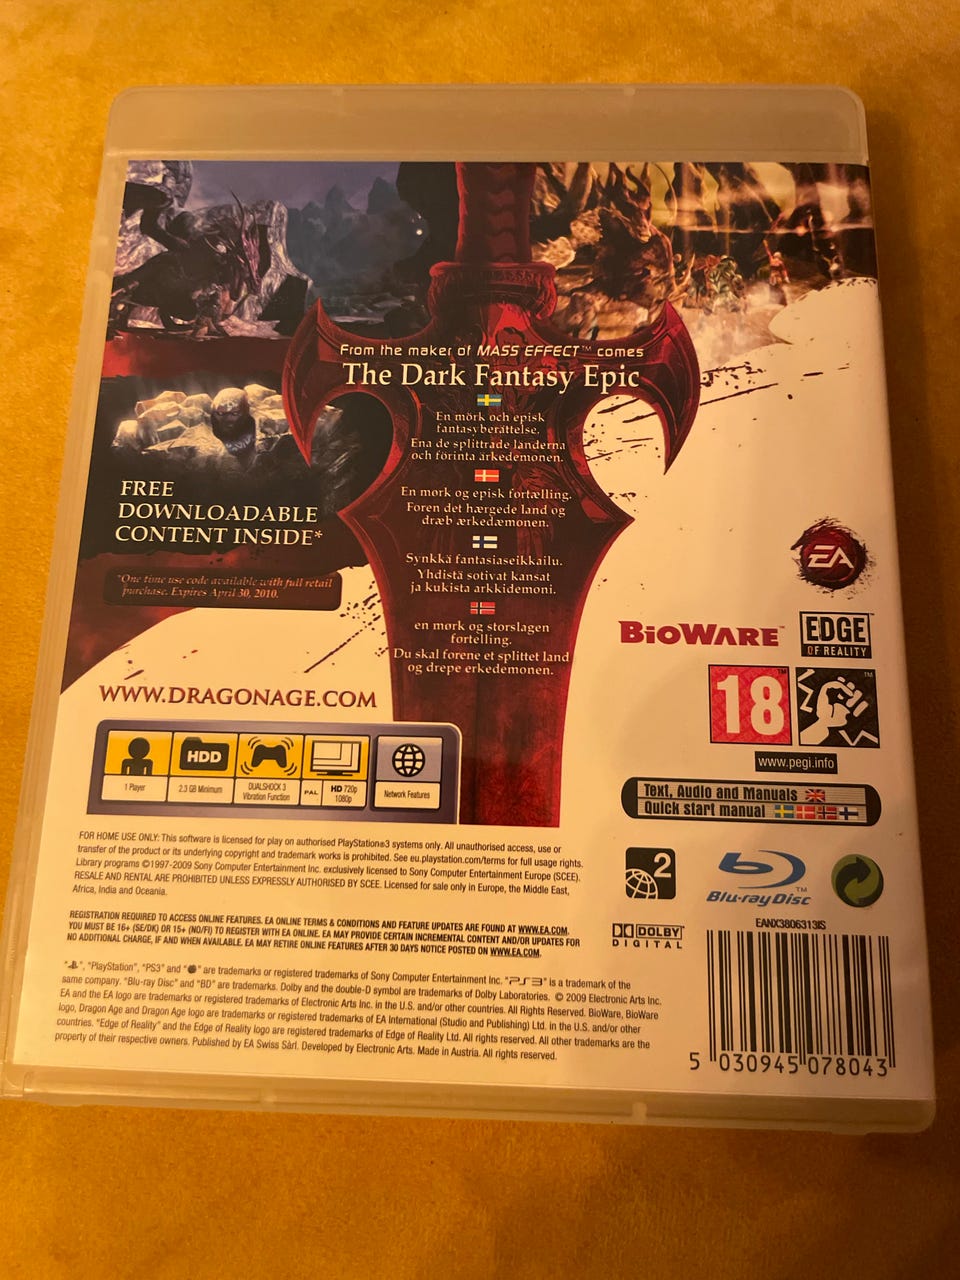 From the maker of MASS EFFECT™ comes
The Dark Fantasy Epic
En mörk och episk
fantasyberättelse.
Ena de splittrade länderna
och förinta ärkedemonen.
En mørk og episk fortælling.
Foren det hærgede land og
dræb ærkedæmonen.
Synkkä fantasiaseikkailu.
Yhdistä sotivat kansat
ja kukista arkkidemoni.
en mørk og storslagen
fortelling.
Du skal forene et splittet land
og drepe erkedemonen.
FREE
DOWNLOADABLE
CONTENT INSIDE*
*One time use code available with full retail
purchase. Expires April 30, 2010.
WWW.DRAGONAGE.COM
EA
BIOWARE™
EDGE™
OF REALITY
18™
™
www.pegi.info
HDD
1 Player
2.3 GB Minimum
DUALSHOCK 3
Vibration Function
PAL
HD 720p
1080p
Network Features
Text, Audio and Manuals
Quick start manual
FOR HOME USE ONLY: This software is licensed for play on authorised PlayStation®3 systems only. All unauthorised access, use or
transfer of the product or its underlying copyright and trademark works is prohibited. See eu.playstation.com/terms for full usage rights.
Library programs ©1997-2009 Sony Computer Entertainment Inc. exclusively licensed to Sony Computer Entertainment Europe (SCEE).
RESALE AND RENTAL ARE PROHIBITED UNLESS EXPRESSLY AUTHORISED BY SCEE. Licensed for sale only in Europe, the Middle East,
Africa, India and Oceania.
2
Blu-ray Disc™
REGISTRATION REQUIRED TO ACCESS ONLINE FEATURES. EA ONLINE TERMS & CONDITIONS AND FEATURE UPDATES ARE FOUND AT WWW.EA.COM.
YOU MUST BE 16+ (SE/DK) OR 15+ (NO/FI) TO REGISTER WITH EA ONLINE. EA MAY PROVIDE CERTAIN INCREMENTAL CONTENT AND/OR UPDATES FOR
NO ADDITIONAL CHARGE, IF AND WHEN AVAILABLE. EA MAY RETIRE ONLINE FEATURES AFTER 30 DAYS NOTICE POSTED ON WWW.EA.COM.
DOLBY
DIGITAL
EANX3806313IS
"", "PlayStation", "PS3" and "" are trademarks or registered trademarks of Sony Computer Entertainment Inc. "PS3" is a trademark of the
same company. "Blu-ray Disc" and "BD" are trademarks. Dolby and the double-D symbol are trademarks of Dolby Laboratories. © 2009 Electronic Arts Inc.
EA and the EA logo are trademarks or registered trademarks of Electronic Arts Inc. in the U.S. and/or other countries. All Rights Reserved. BioWare, BioWare
logo, Dragon Age and Dragon Age logo are trademarks or registered trademarks of EA International (Studio and Publishing) Ltd. in the U.S. and/or other
countries. "Edge of Reality" and the Edge of Reality logo are registered trademarks of Edge of Reality Ltd. All rights reserved. All other trademarks are the
property of their respective owners. Published by EA Swiss Sàrl. Developed by Electronic Arts. Made in Austria. All rights reserved.
5 030945 078043